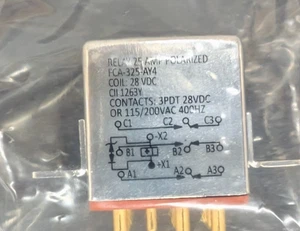 RELAY 25 AMP POLARIZED
FCA-325-AY4
COIL: 28 VDC
CII 1263Y
CONTACTS: 3PDT 28VDC
OR 115/200VAC 400HZ
C1 C2 C3
-X2
B1 B2 B3
+X1
A1 A2 A3